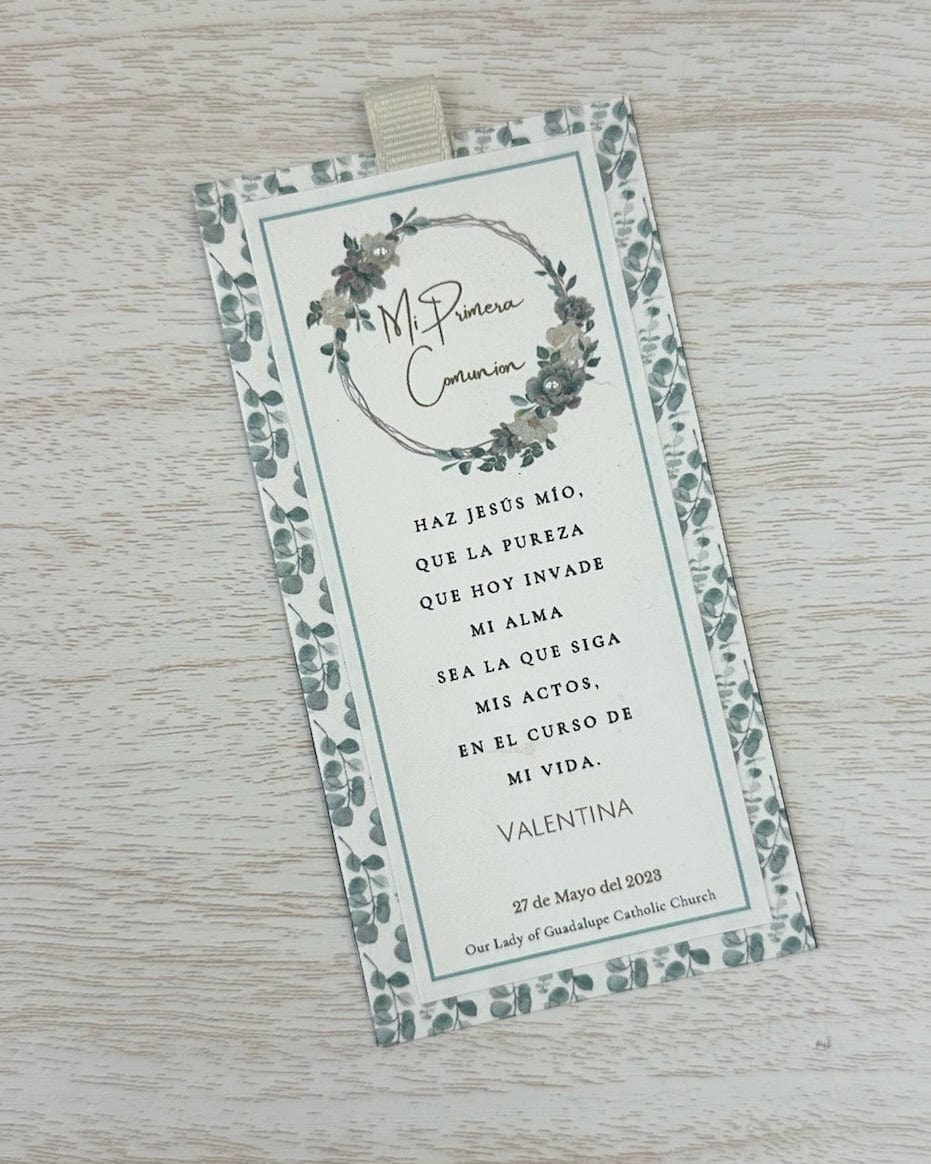 Mi Primera
Comunion
HAZ JESÚS MÍO,
QUE LA PUREZA
QUE HOY INVADE
MI ALMA
SEA LA QUE SIGA
MIS ACTOS,
EN EL CURSO DE
MI VIDA.
VALENTINA
27 de Mayo del 2023
Our Lady of Guadalupe Catholic Church